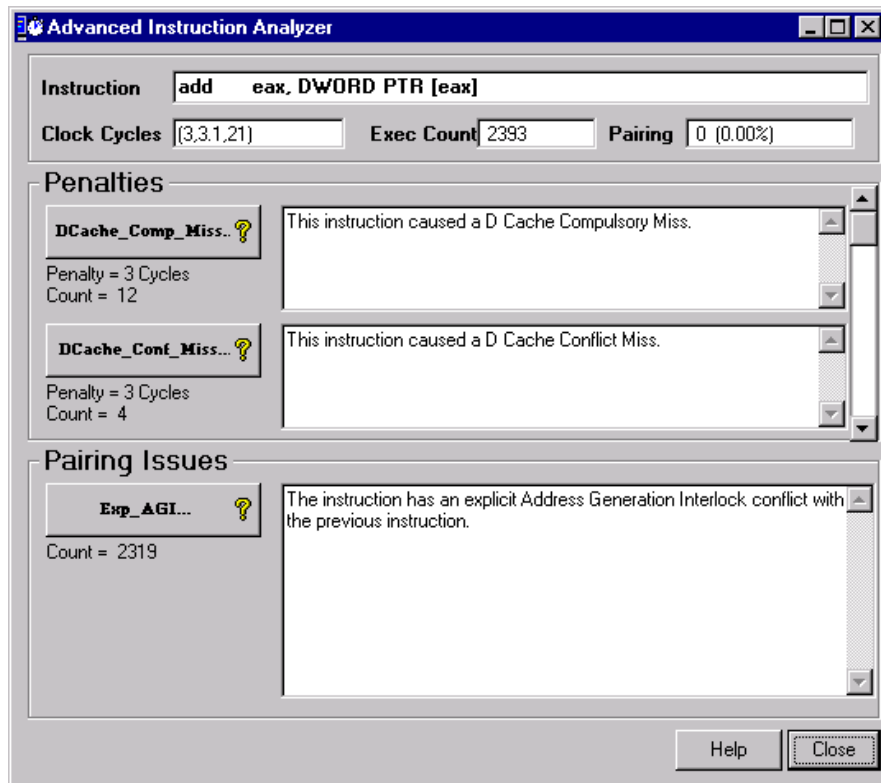 Advanced Instruction Analyzer
Instruction add eax, DWORD PTR [eax]
Clock Cycles (3,3.1,21) Exec Count 2393 Pairing 0 (0.00%)
Penalties
DCache_Comp_Miss.. ?
This instruction caused a D Cache Compulsory Miss.
Penalty = 3 Cycles
Count = 12
DCache_Conf_Miss... ?
This instruction caused a D Cache Conflict Miss.
Penalty = 3 Cycles
Count = 4
Pairing Issues
Exp_AGI... ?
The instruction has an explicit Address Generation Interlock conflict with
the previous instruction.
Count = 2319
Help Close